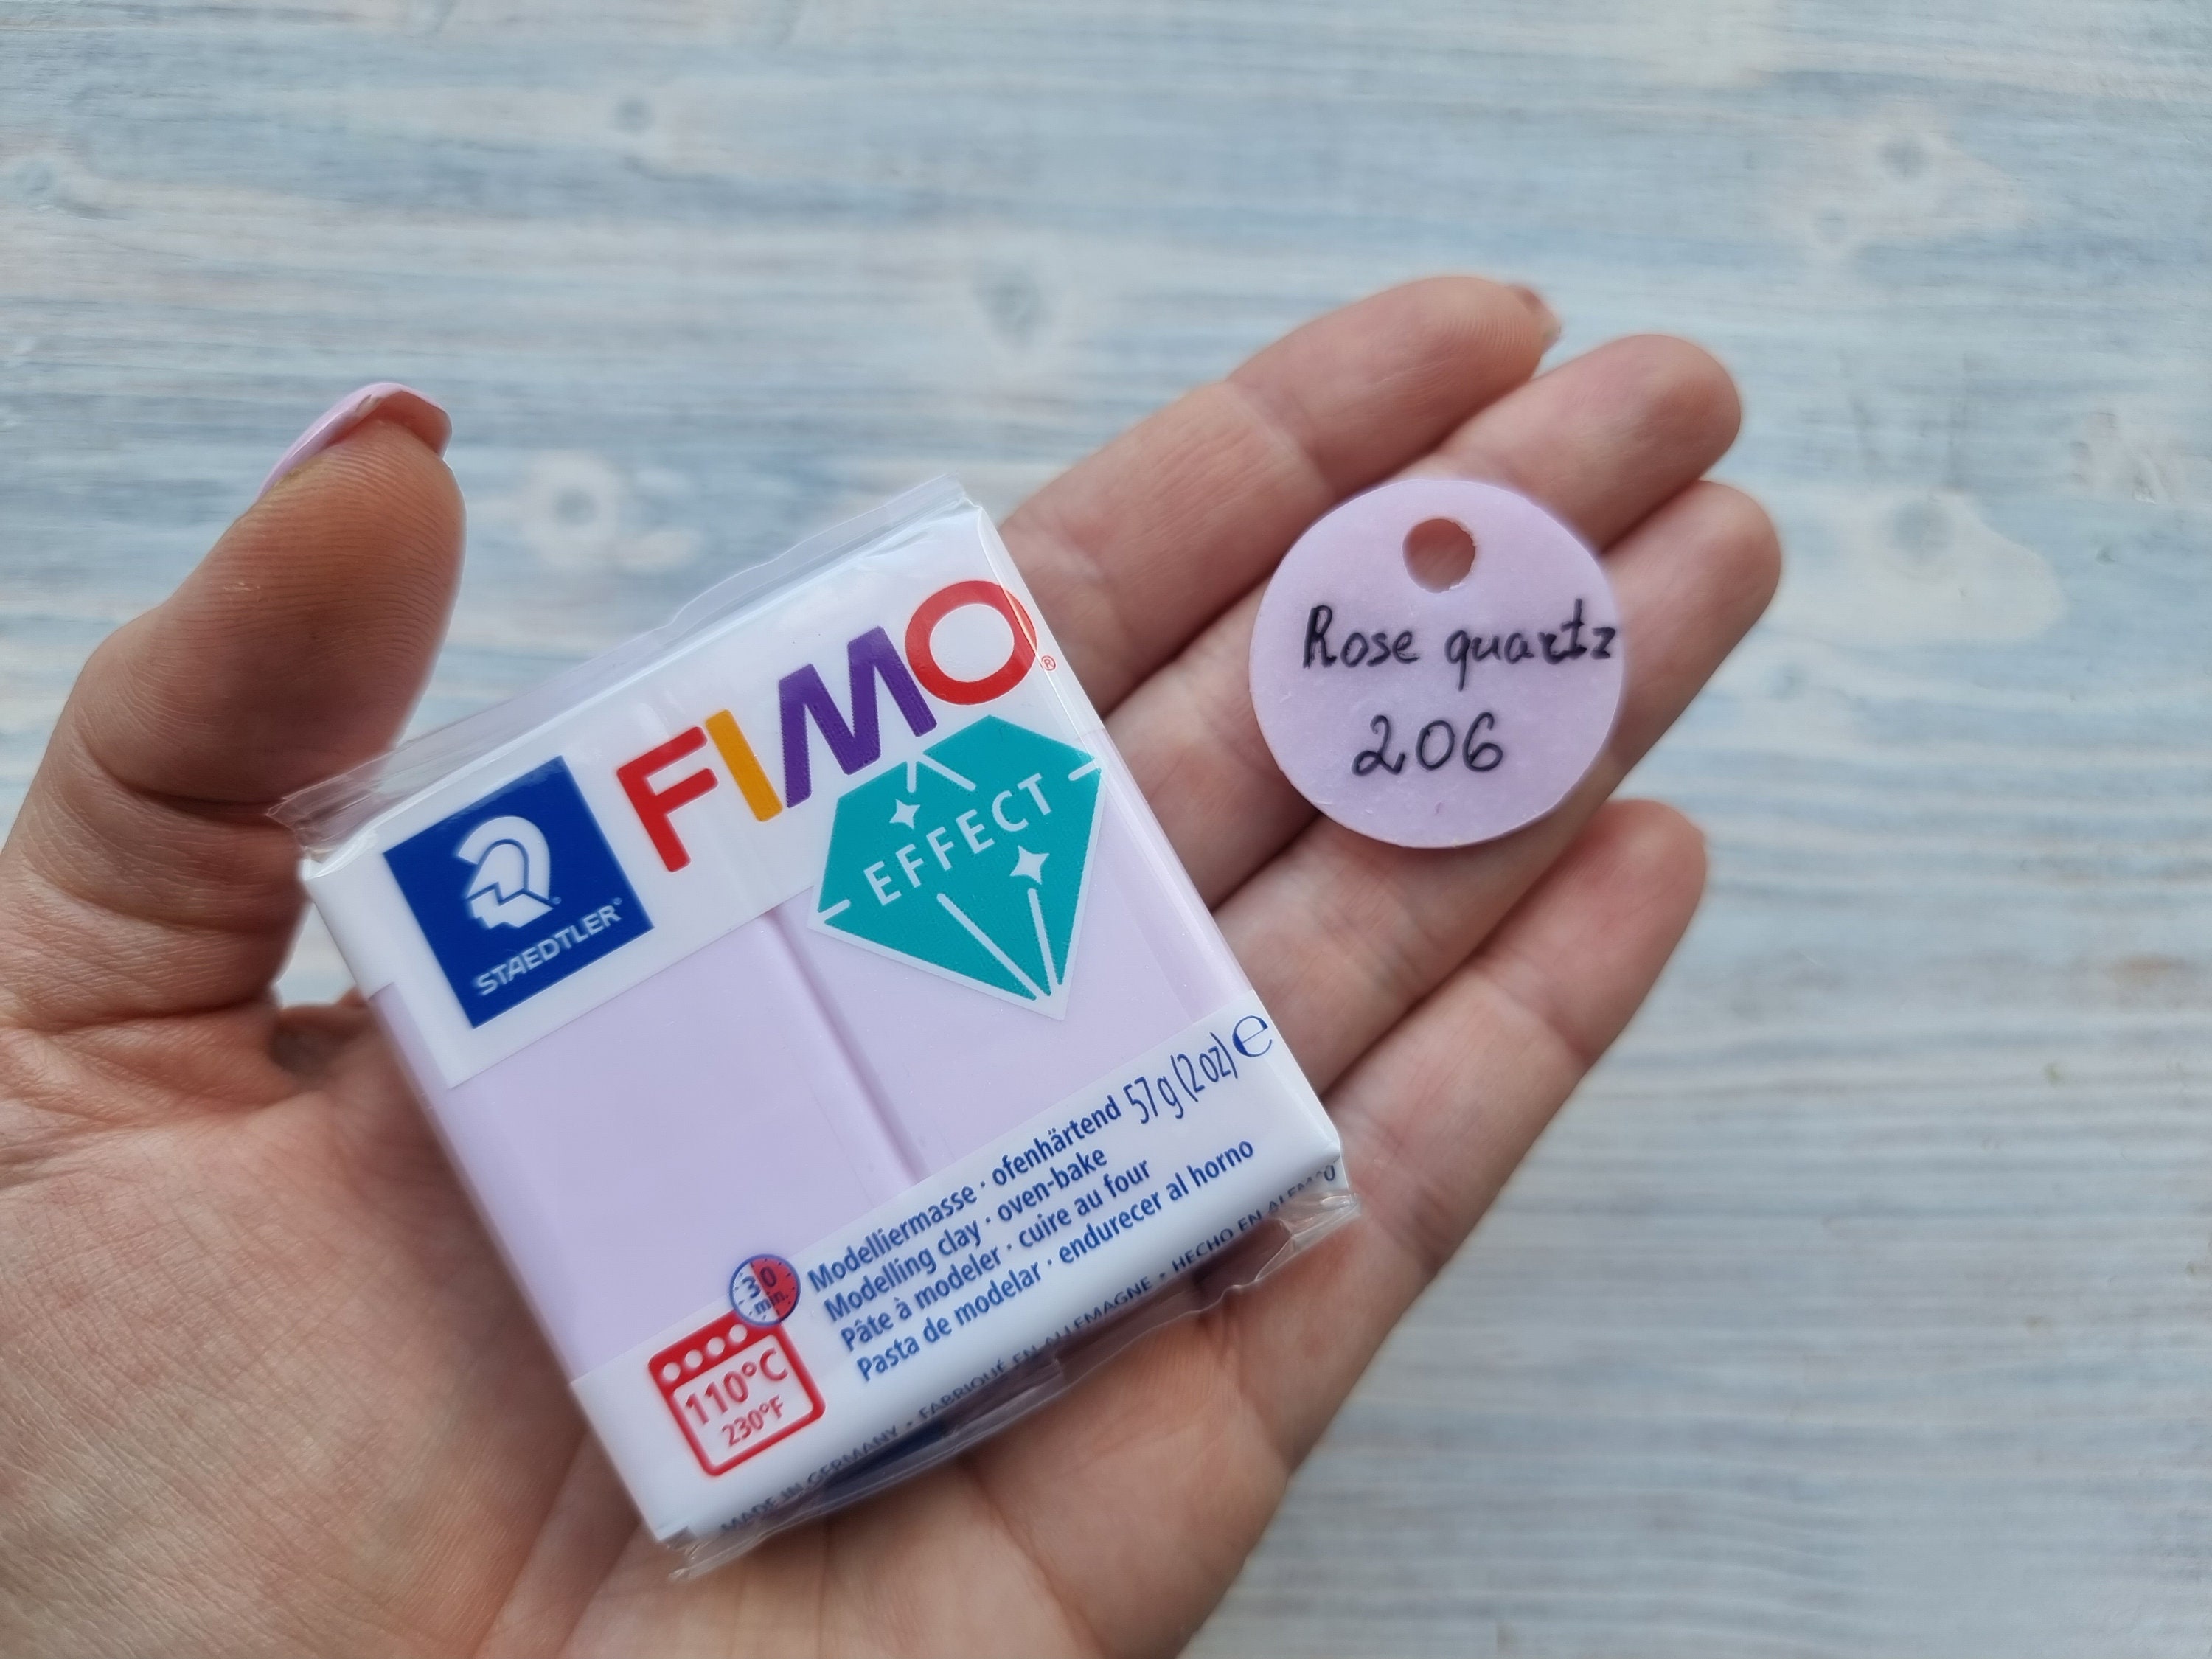 FIMO®
EFFECT
STAEDTLER®
57 g (2 oz) e
Modelliermasse · ofenhärtend
Modelling clay · oven-bake
Pâte à modeler · cuire au four
Pasta de modelar · endurecer al horno
30
min.
110°C
230°F
MADE IN GERMANY • FABRIQUÉ EN ALLEMAGNE • HECHO EN
Rose quartz
206